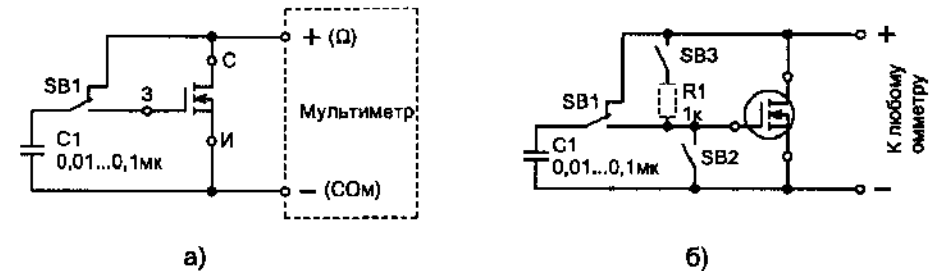 + (Ω)
С
SB1
З
Мультиметр
И
C1
0,01...0,1мк
− (COм)
а)
+
SB3
SB1
R1
1к
C1
0,01...0,1мк
SB2
К любому
омметру
−
б)